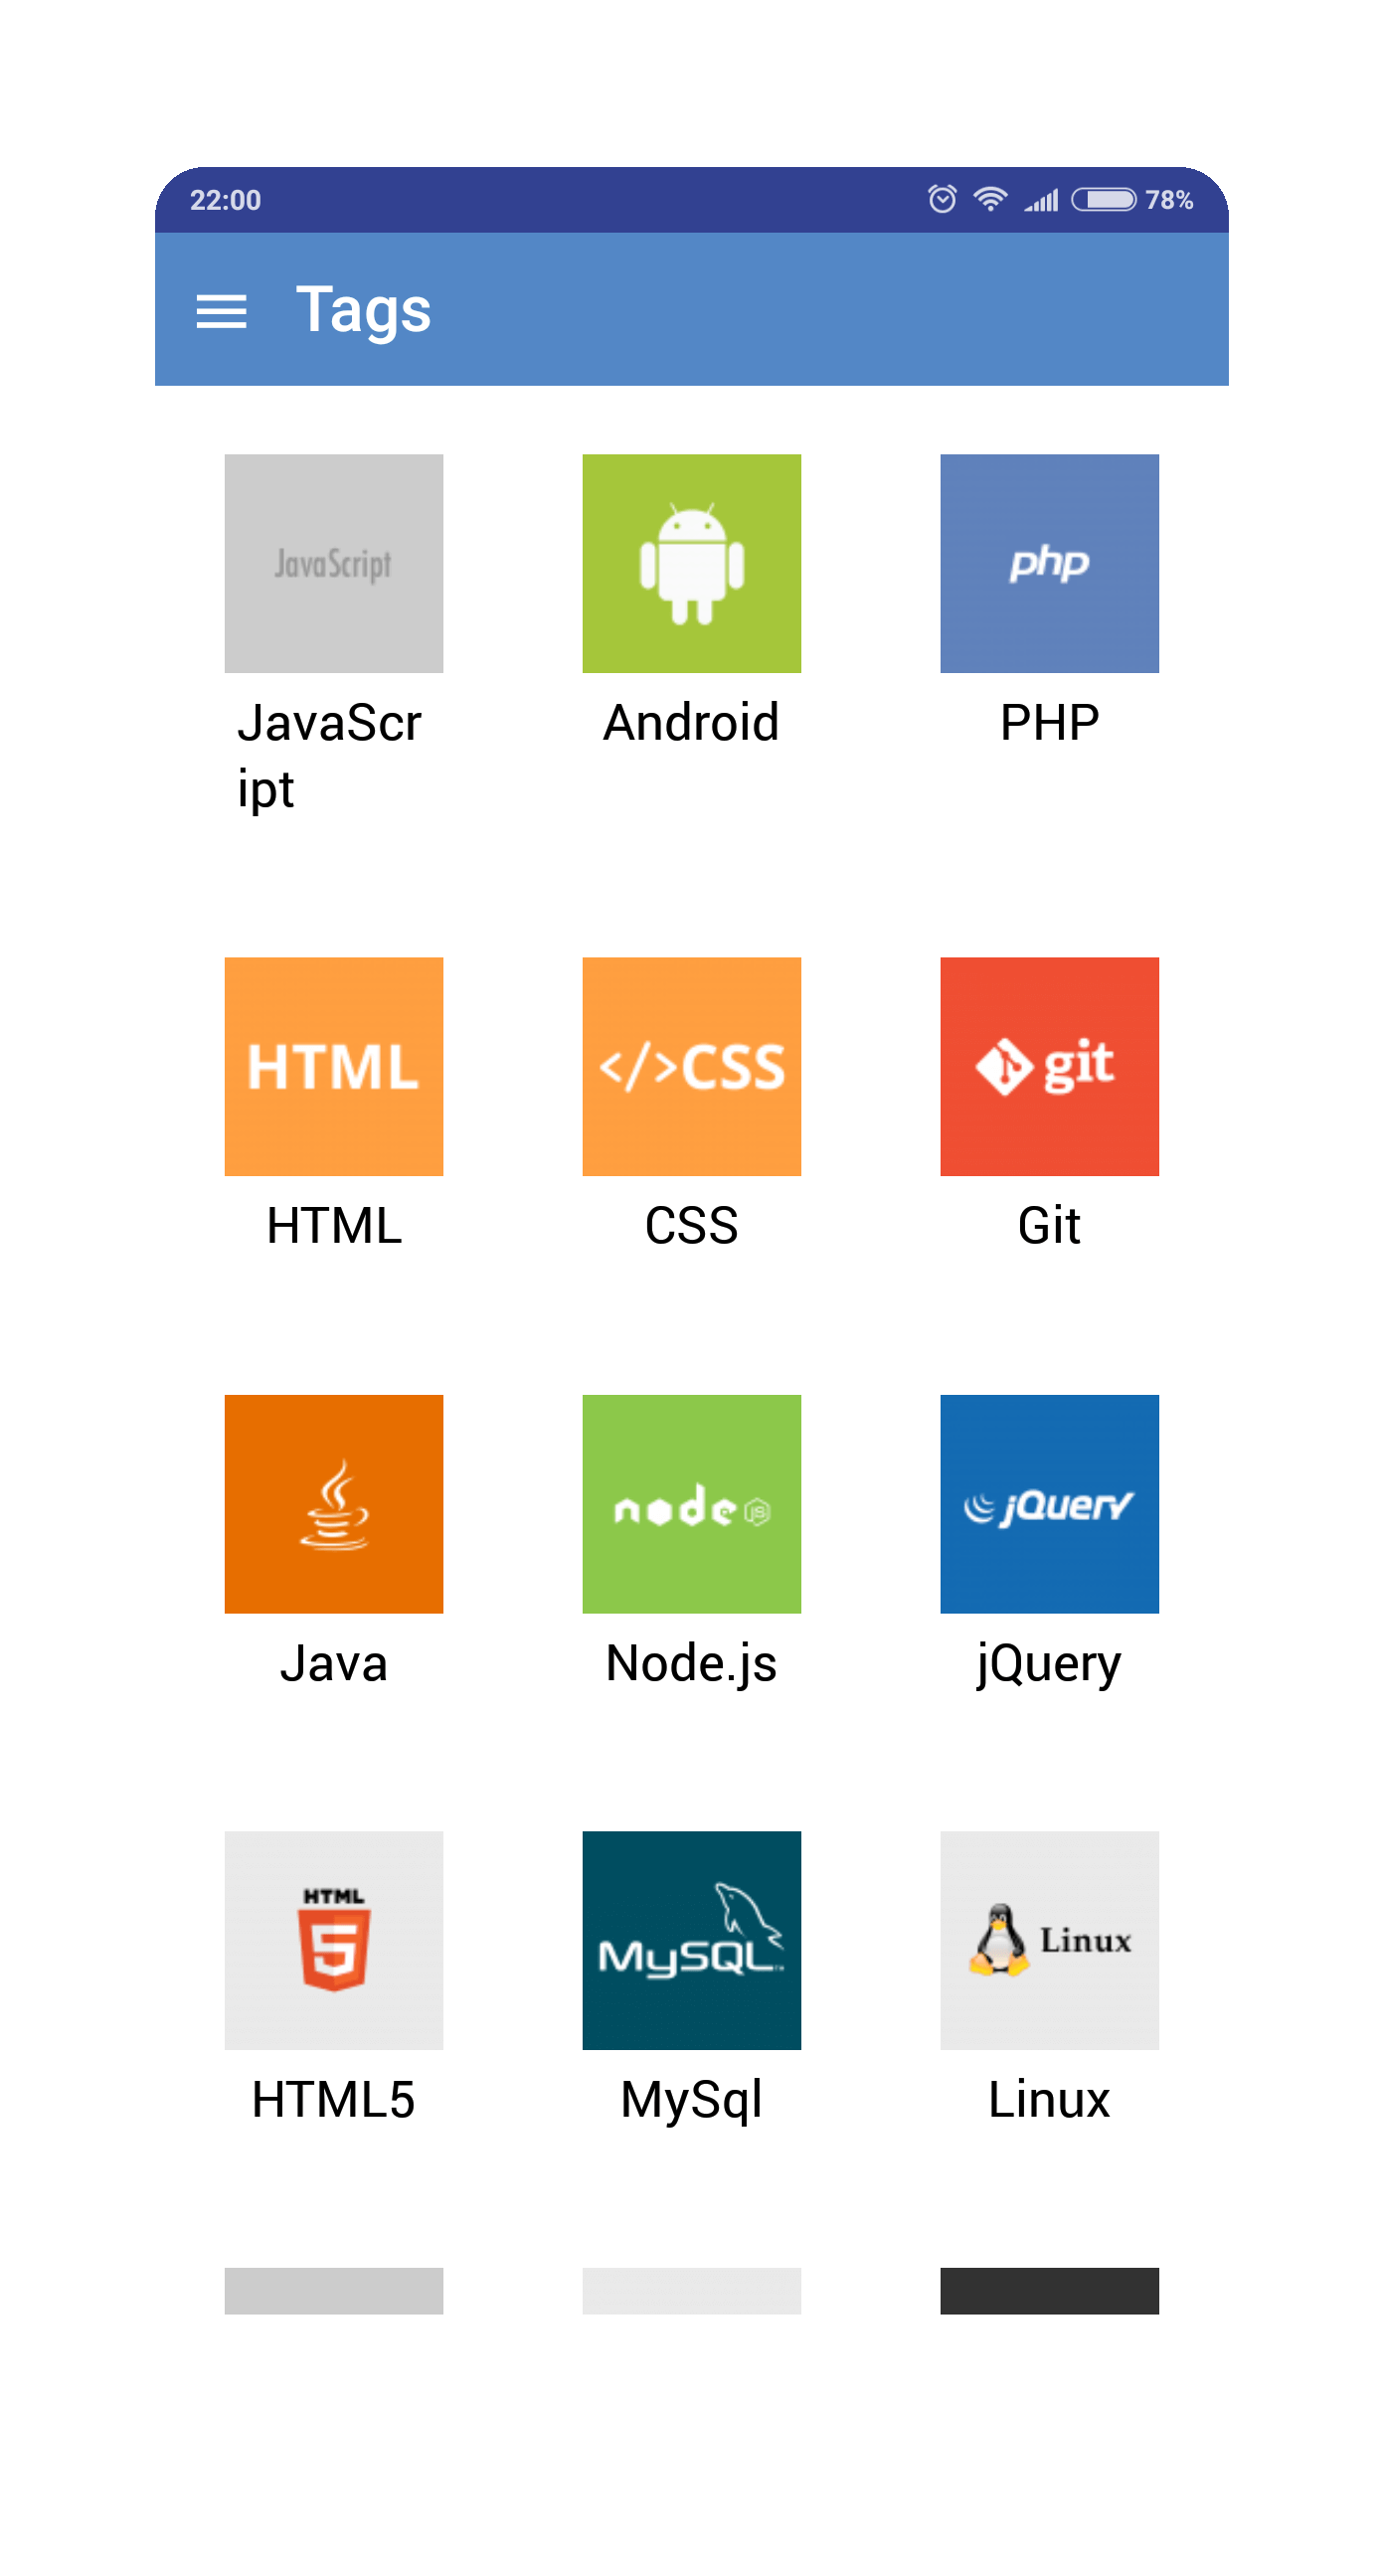 22:00 78%
Tags
JavaScript php
JavaScr Android PHP
ipt
HTML </>CSS git
HTML CSS Git
node JS jQuery
Java Node.js jQuery
HTML
5 MySQL Linux
HTML5 MySql Linux